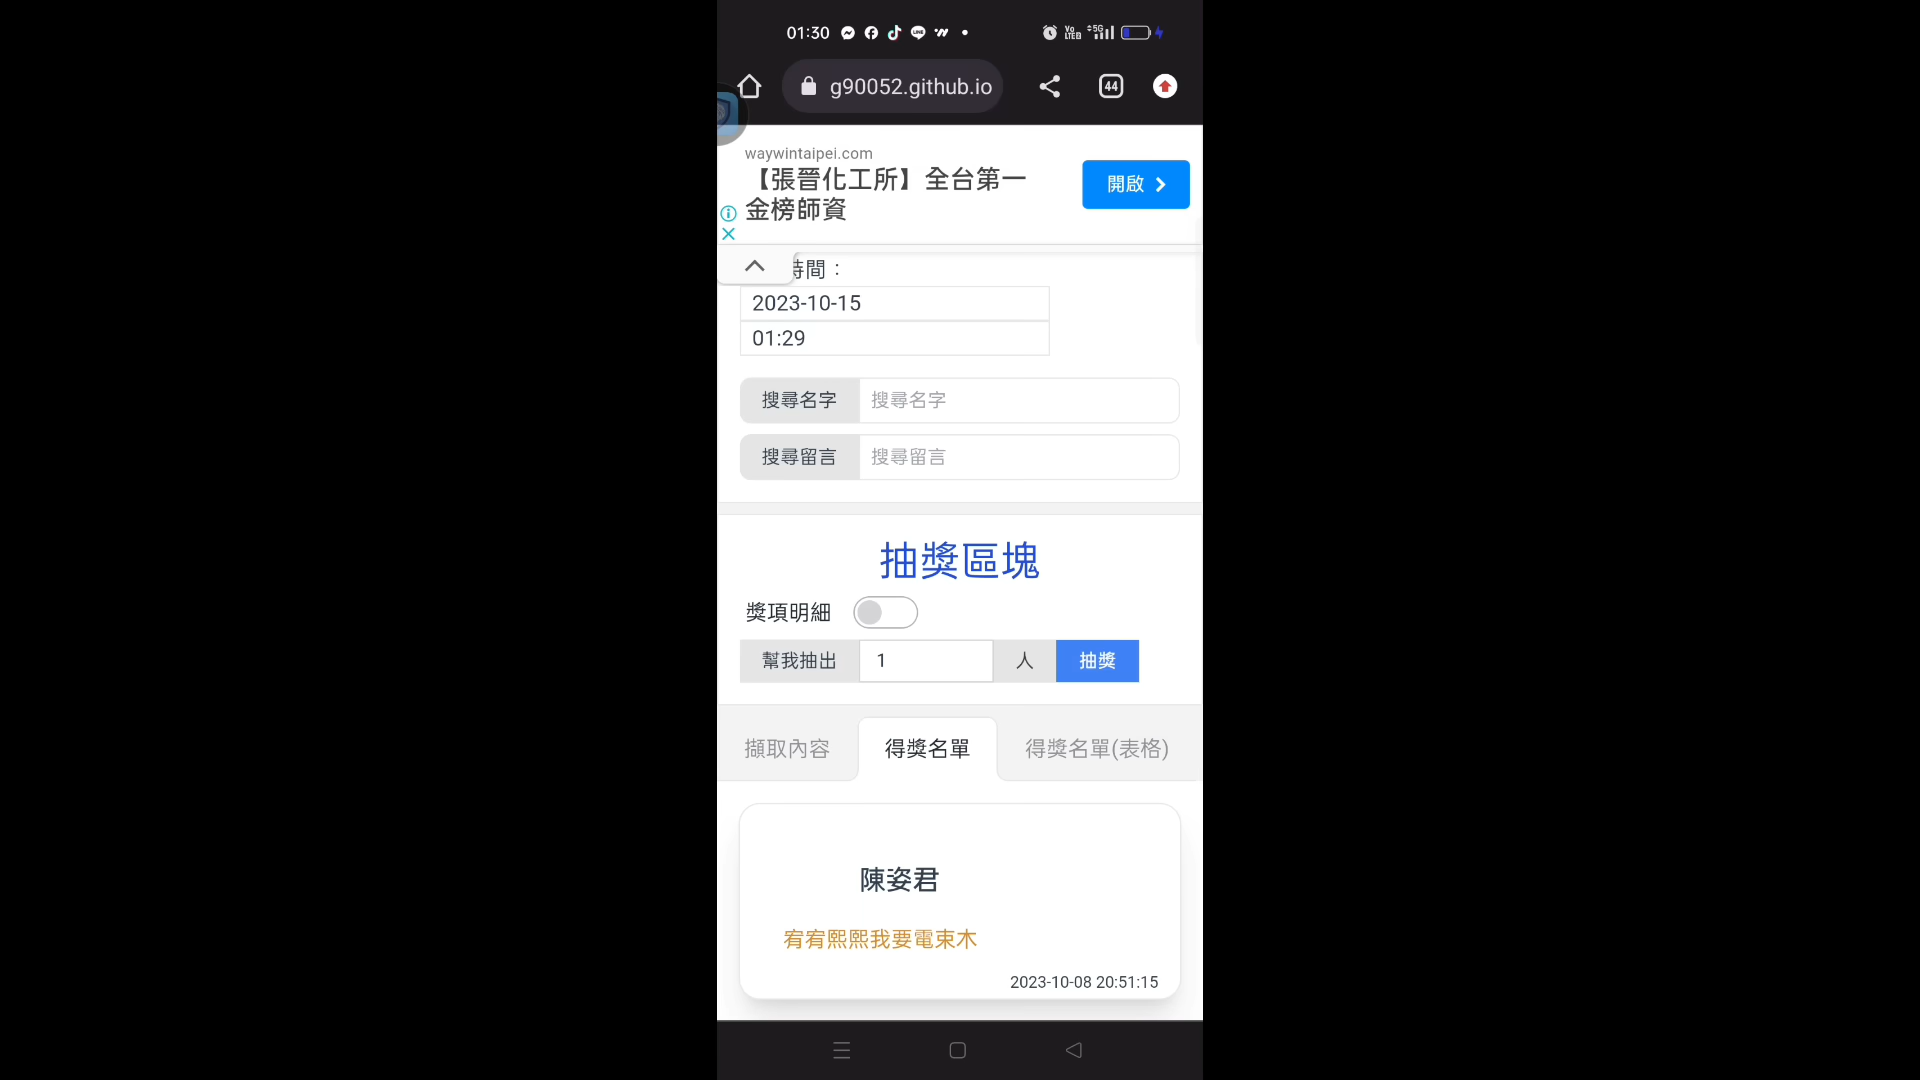 01:30
VoLTE2 5G
g90052.github.io
44
waywintaipei.com
【張晉化工所】全台第一
金榜師資
開啟
時間：
2023-10-15
01:29
搜尋名字 搜尋名字
搜尋留言 搜尋留言
抽獎區塊
獎項明細
幫我抽出 1 人 抽獎
擷取內容 得獎名單 得獎名單(表格)
陳姿君
宥宥熙熙我要電束木
2023-10-08 20:51:15